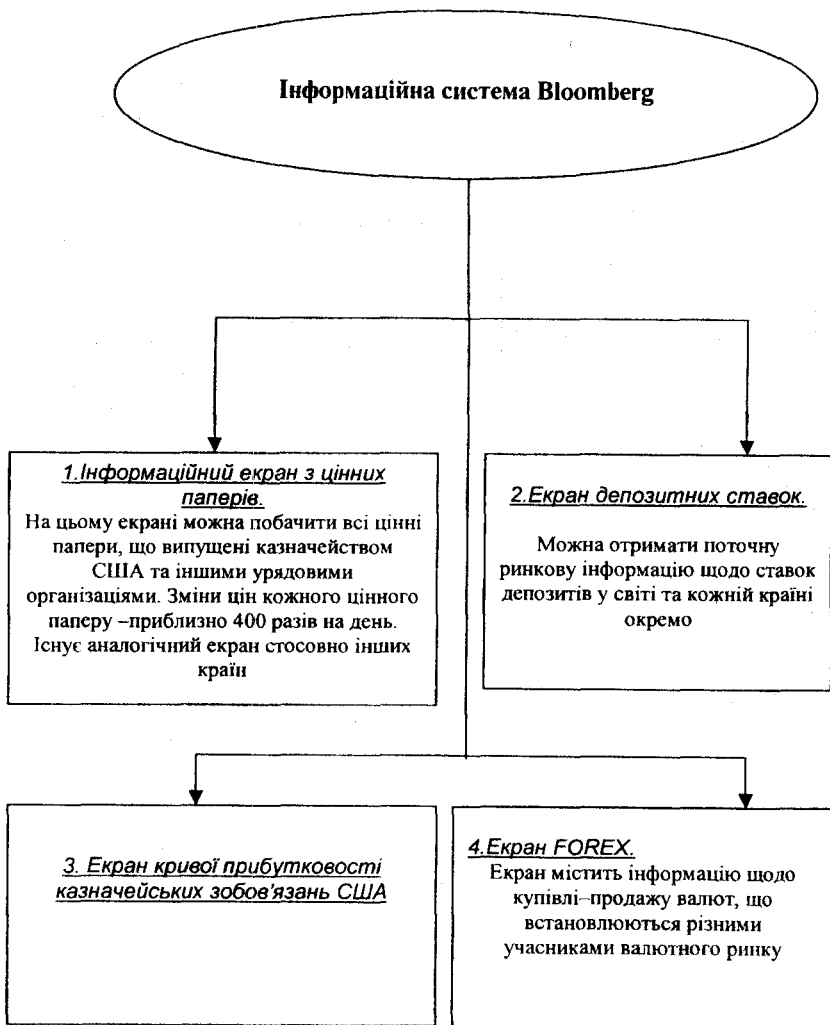 Інформаційна система Bloomberg
1.Інформаційний екран з цінних
паперів.
На цьому екрані можна побачити всі цінні
папери, що випущені казначейством
США та іншими урядовими
організаціями. Зміни цін кожного цінного
паперу –приблизно 400 разів на день.
Існує аналогічний екран стосовно інших
країн
2.Екран депозитних ставок.
Можна отримати поточну
ринкову інформацію щодо ставок
депозитів у світі та кожній країні
окремо
3. Екран кривої прибутковості
казначейських зобов'язань США
4.Екран FOREX.
Екран містить інформацію щодо
купівлі–продажу валют, що
встановлюються різними
учасниками валютного ринку